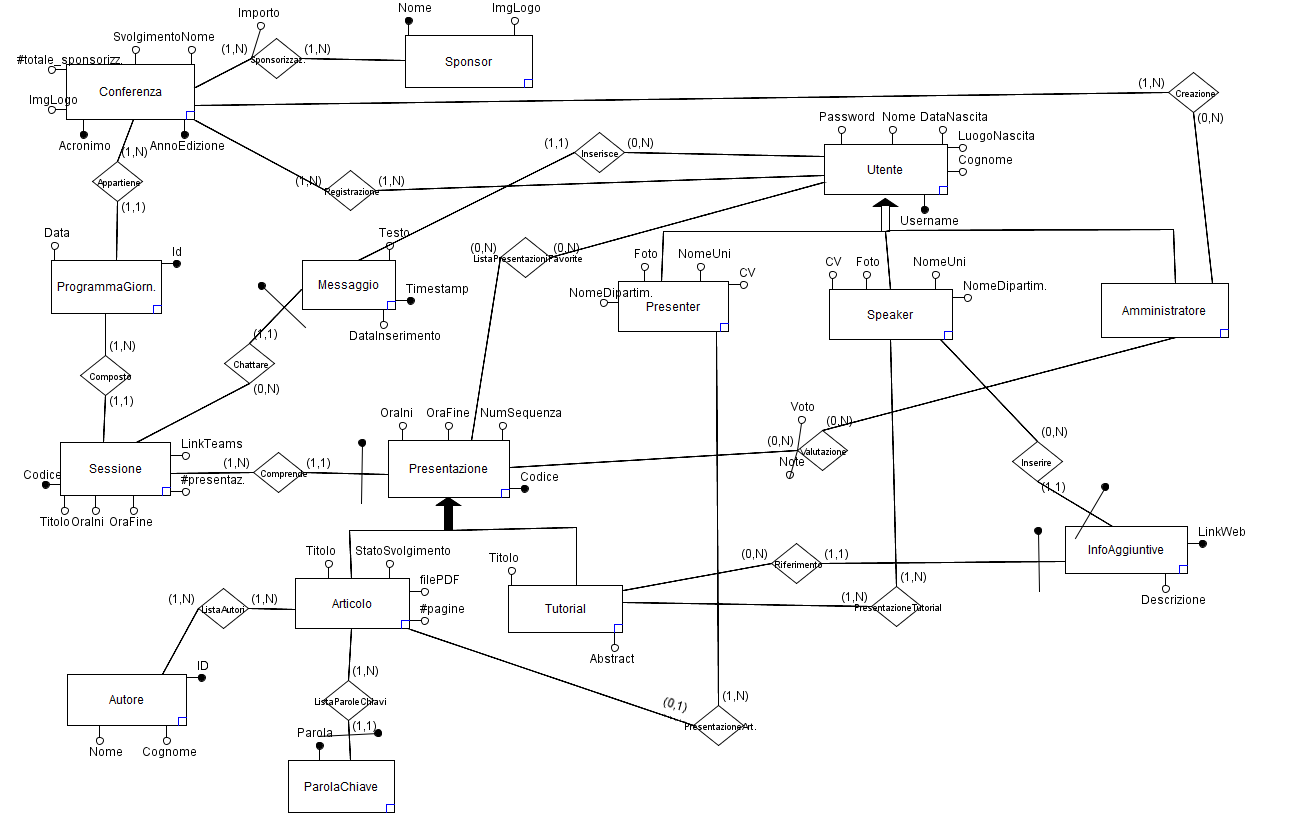 Importo
Nome
ImgLogo
SvolgimentoNome
(1,N)
(1,N)
#totale_sponsorizz.
Sponsorizzaz.
Sponsor
Conferenza
ImgLogo
(1,N)
Creazione
(0,N)
Acronimo
AnnoEdizione
Password
Nome
DataNascita
LuogoNascita
Cognome
(1,1)
Inserisce
(0,N)
Utente
Username
(1,N)
Appartiene
(1,1)
(1,N)
Registrazione
(1,N)
Data
Id
ProgrammaGiorn.
Testo
Messaggio
Timestamp
DataInserimento
(0,N)
(0,N)
ListaPresentazioniFavorite
Foto
NomeUni
CV
NomeDipartim.
Presenter
CV
Foto
NomeUni
NomeDipartim.
Speaker
Amministratore
(1,N)
Composto
(1,1)
(1,1)
Chattare
(0,N)
OraIni
OraFine
NumSequenza
Presentazione
Codice
Voto
(0,N)
(0,N)
Valutazione
Note
(0,N)
Inserire
(1,1)
LinkTeams
Sessione
#presentaz.
Codice
Titolo
OraIni
OraFine
(1,N)
Comprende
(1,1)
InfoAggiuntive
LinkWeb
Descrizione
Titolo
StatoSvolgimento
filePDF
#pagine
Articolo
Titolo
Tutorial
Abstract
(0,N)
Riferimento
(1,1)
(1,N)
(1,N)
PresentazioneTutorial
(1,N)
ListaAutori
(1,N)
ID
Autore
Nome
Cognome
(1,N)
ListaParoleChiavi
(1,1)
Parola
ParolaChiave
(0,1)
(1,N)
PresentazioneArt.